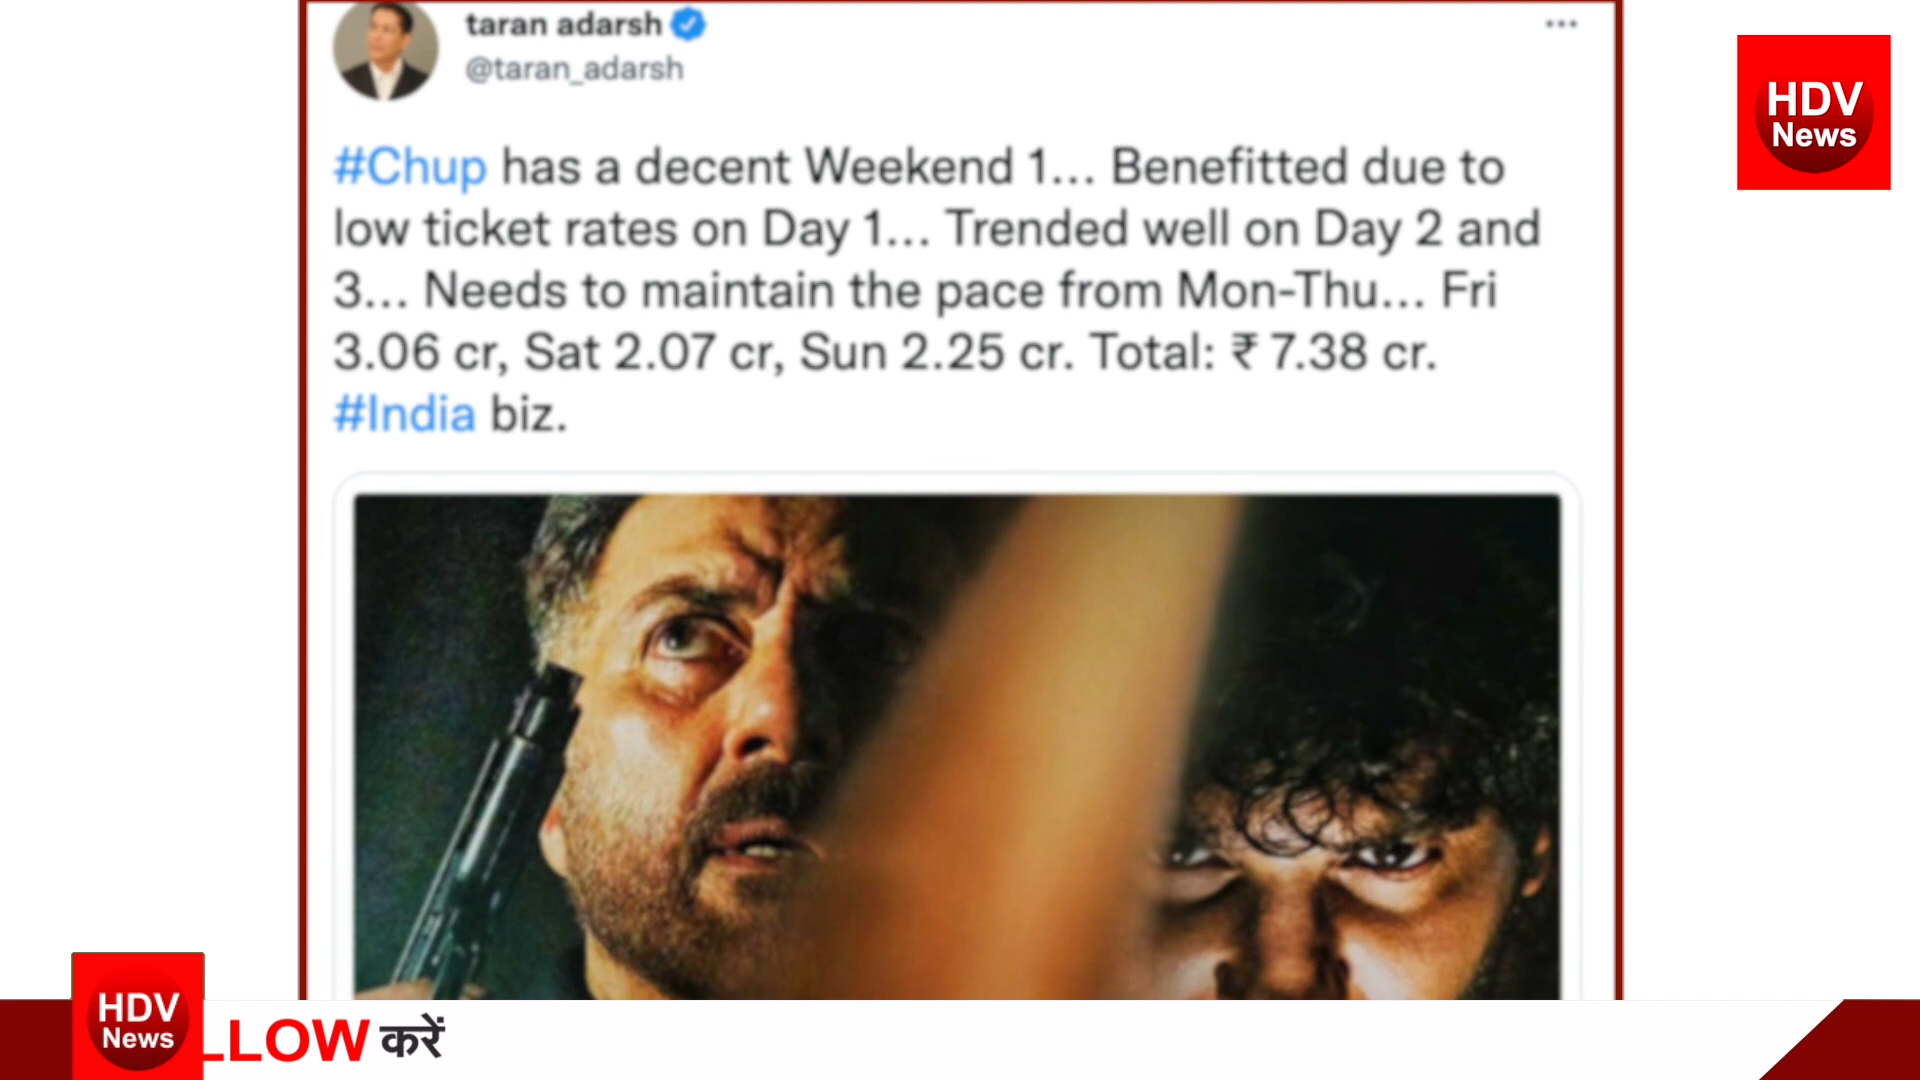 taran adarsh
@taran_adarsh
HDV
News
#Chup has a decent Weekend 1... Benefitted due to
low ticket rates on Day 1... Trended well on Day 2 and
3... Needs to maintain the pace from Mon-Thu... Fri
3.06 cr, Sat 2.07 cr, Sun 2.25 cr. Total: ₹ 7.38 cr.
#India biz.
HDV
News
LLOW करें